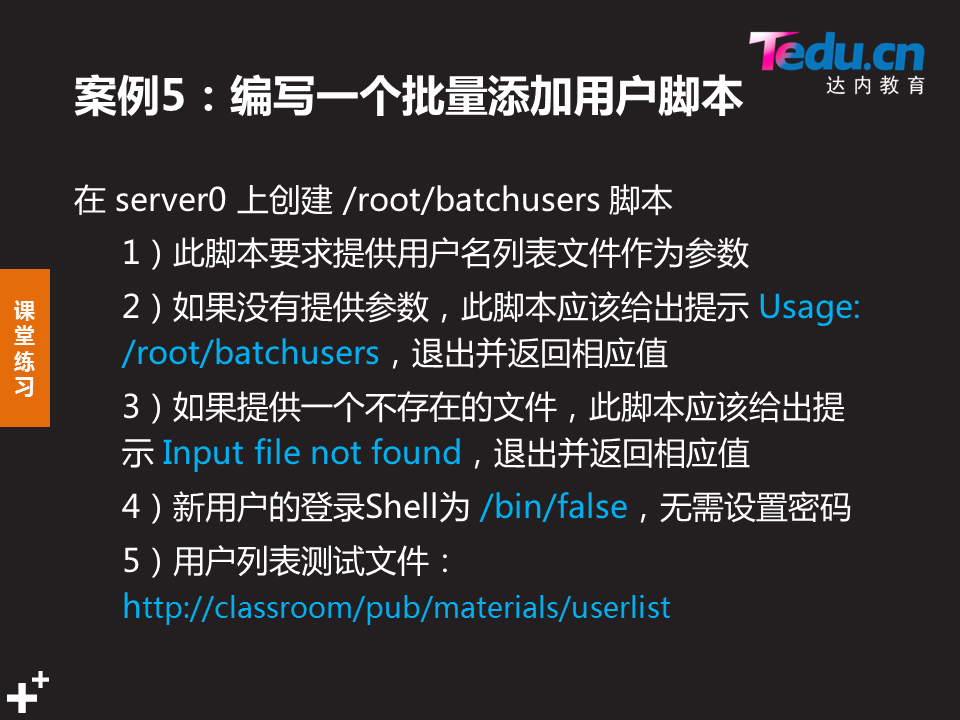 Tedu.cn
达内教育
案例5：编写一个批量添加用户脚本
在 server0 上创建 /root/batchusers 脚本
1）此脚本要求提供用户名列表文件作为参数
2）如果没有提供参数，此脚本应该给出提示 Usage:
/root/batchusers，退出并返回相应值
3）如果提供一个不存在的文件，此脚本应该给出提
示 Input file not found，退出并返回相应值
4）新用户的登录Shell为 /bin/false，无需设置密码
5）用户列表测试文件：
http://classroom/pub/materials/userlist
课
堂
练
习